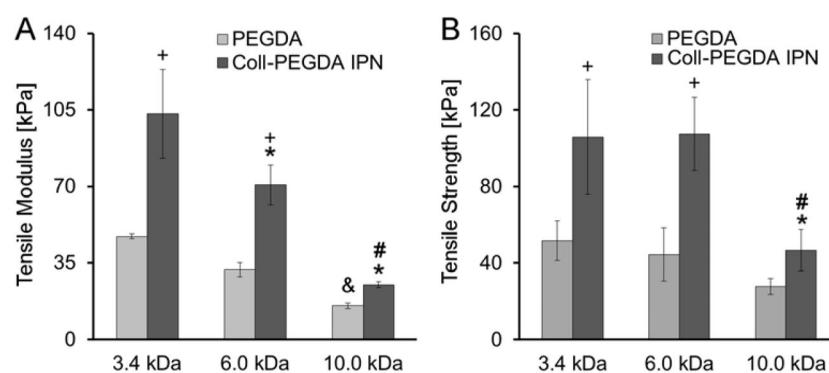 A
Tensile Modulus [kPa]
140
105
70
35
0
PEGDA
Coll-PEGDA IPN
+
+
*
&
#
*
3.4 kDa
6.0 kDa
10.0 kDa
B
Tensile Strength [kPa]
160
120
80
40
0
PEGDA
Coll-PEGDA IPN
+
+
#
*
3.4 kDa
6.0 kDa
10.0 kDa